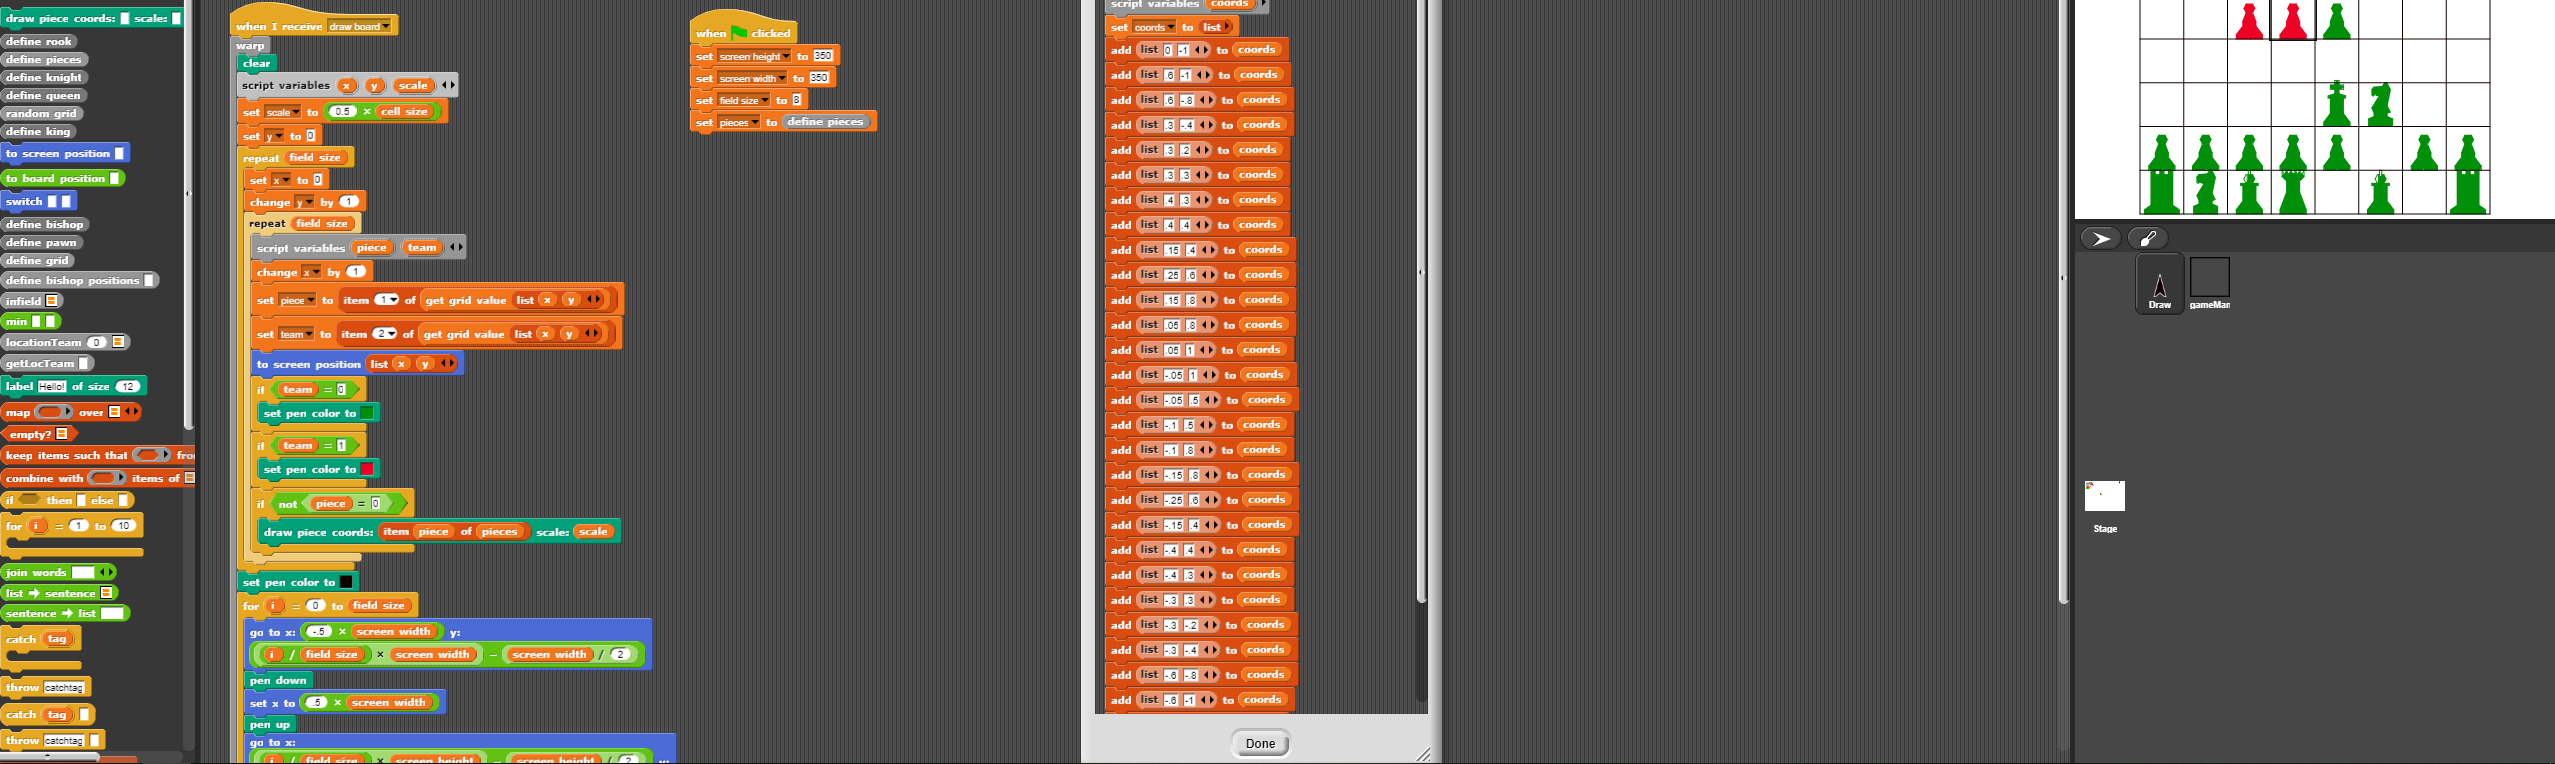 draw piece coords: scale:
define rook
define pieces
define knight
define queen
random grid
define king
to screen position
to board position
switch
define bishop
define pawn
define grid
define bishop positions
infield
min
locationTeam 0
getLocTeam
label Hello! of size 12
map over
empty?
keep items such that fro
combine with items of
if then else
for i = 1 to 10
join words
list → sentence
sentence → list
catch tag
throw catchtag
catch tag
throw catchtag
when I receive draw board
warp
clear
script variables x y scale
set scale to 0.5 × cell size
set y to 0
repeat field size
set x to 0
change y by 1
repeat field size
script variables piece team
change x by 1
set piece to item 1 of get grid value list x y
set team to item 2 of get grid value list x y
to screen position list x y
if team = 0
set pen color to
if team = 1
set pen color to
if not piece = 0
draw piece coords: item piece of pieces scale: scale
set pen color to
for i = 0 to field size
go to x: -.5 × screen width y:
i / field size × screen width - screen width / 2
pen down
set x to .5 × screen width
pen up
go to x:
i / field size × screen height - screen height / 2 y:
when clicked
set screen height to 350
set screen width to 350
set field size to 8
set pieces to define pieces
script variables coords
set coords to list
add list 0 -1 to coords
add list .6 -1 to coords
add list .6 -.8 to coords
add list .3 -.4 to coords
add list .3 .2 to coords
add list .3 .3 to coords
add list .4 .3 to coords
add list .4 .4 to coords
add list .15 .4 to coords
add list .25 .6 to coords
add list .15 .8 to coords
add list .05 .8 to coords
add list .05 1 to coords
add list -.05 1 to coords
add list -.05 .5 to coords
add list -.1 .5 to coords
add list -.1 .8 to coords
add list -.15 .8 to coords
add list -.25 .6 to coords
add list -.15 .4 to coords
add list -.4 .4 to coords
add list -.4 .3 to coords
add list -.3 .3 to coords
add list -.3 -.2 to coords
add list -.3 -.4 to coords
add list -.6 -.8 to coords
add list -.6 -1 to coords
Done
Draw
gameMan
Stage